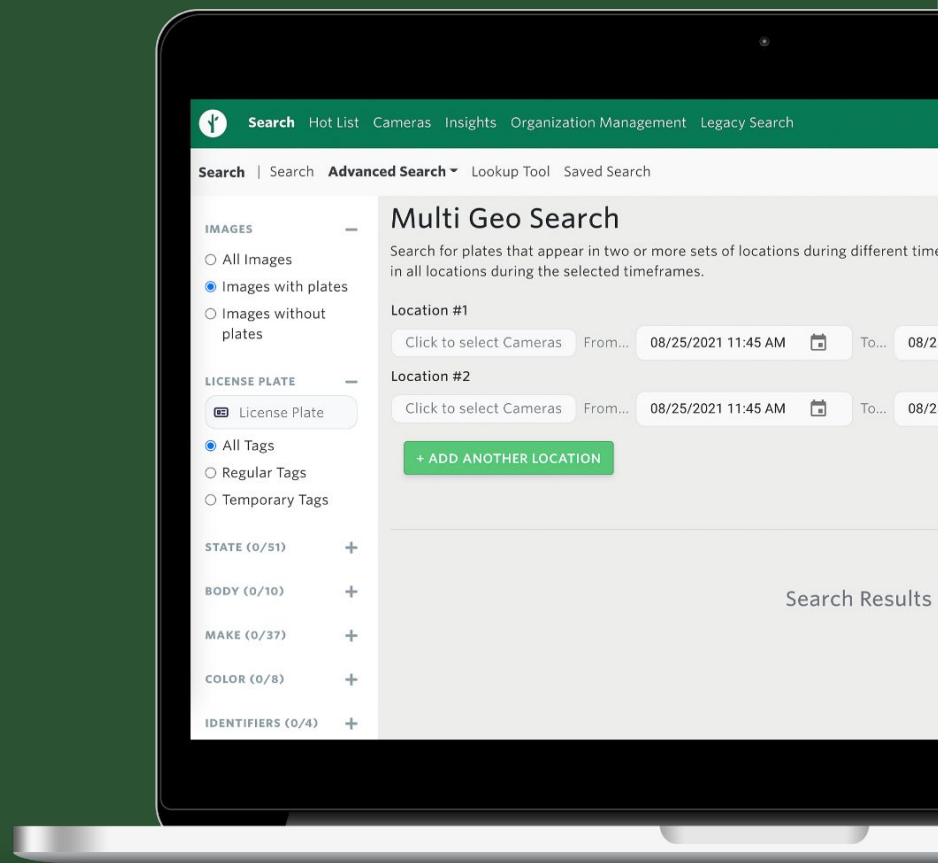 Search Hot List Cameras Insights Organization Management Legacy Search
Search | Search Advanced Search Lookup Tool Saved Search
IMAGES
All Images
Images with plates
Images without
plates
LICENSE PLATE
License Plate
All Tags
Regular Tags
Temporary Tags
STATE (0/51)
BODY (0/10)
MAKE (0/37)
COLOR (0/8)
IDENTIFIERS (0/4)
Multi Geo Search
Search for plates that appear in two or more sets of locations during different
in all locations during the selected timeframes.
Location #1
Click to select Cameras From... 08/25/2021 11:45 AM To... 08/2
Location #2
Click to select Cameras From... 08/25/2021 11:45 AM To... 08/2
+ ADD ANOTHER LOCATION
Search Results